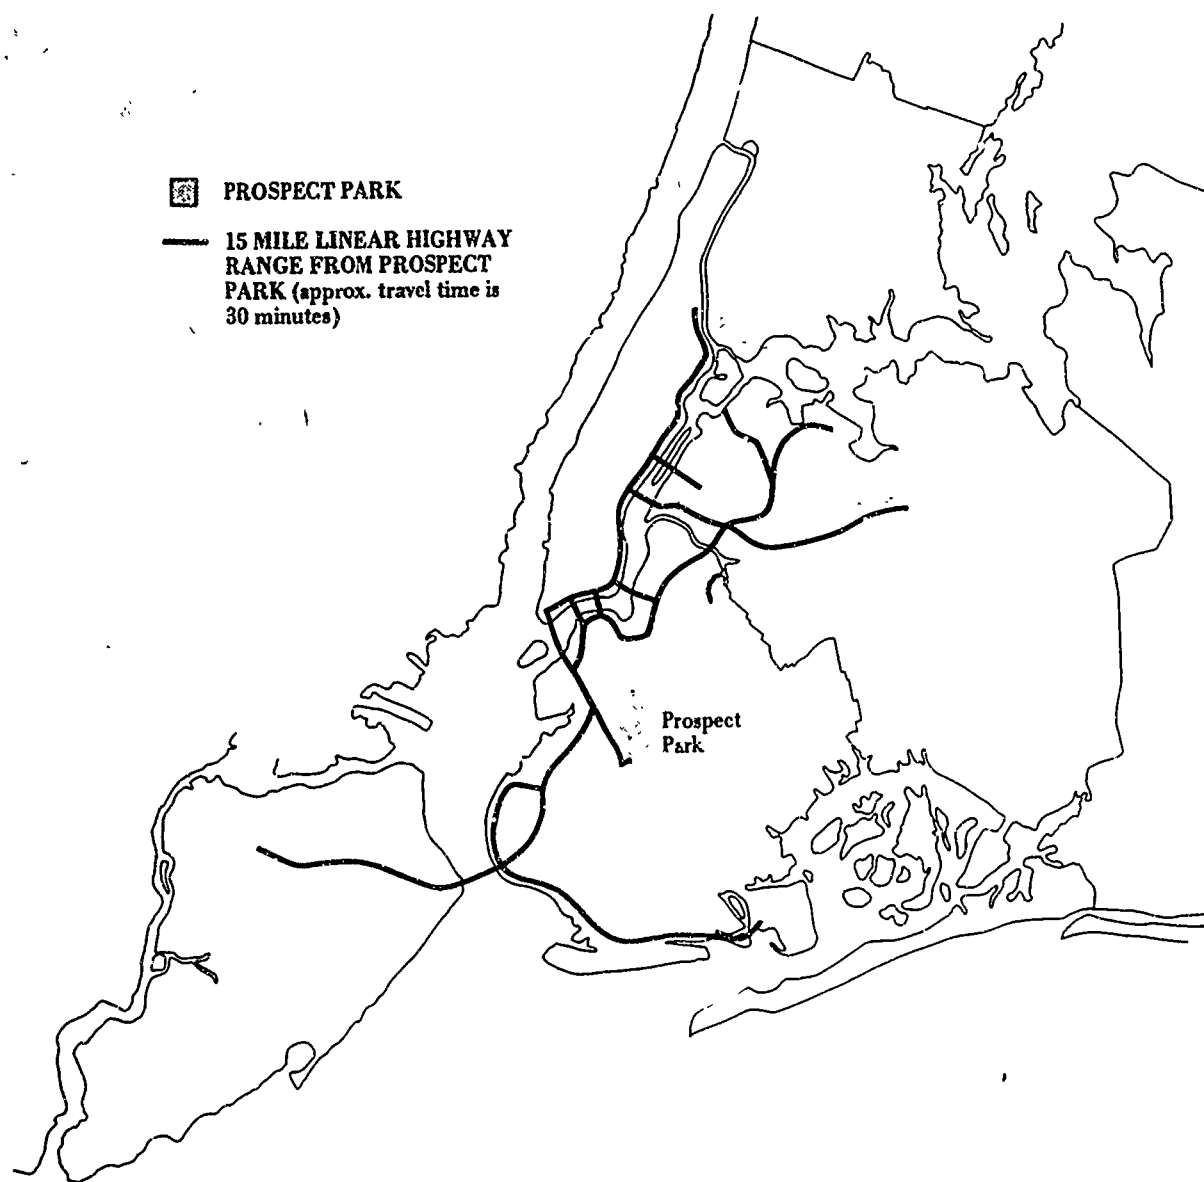 PROSPECT PARK
15 MILE LINEAR HIGHWAY
RANGE FROM PROSPECT
PARK (approx. travel time is
30 minutes)
Prospect
Park